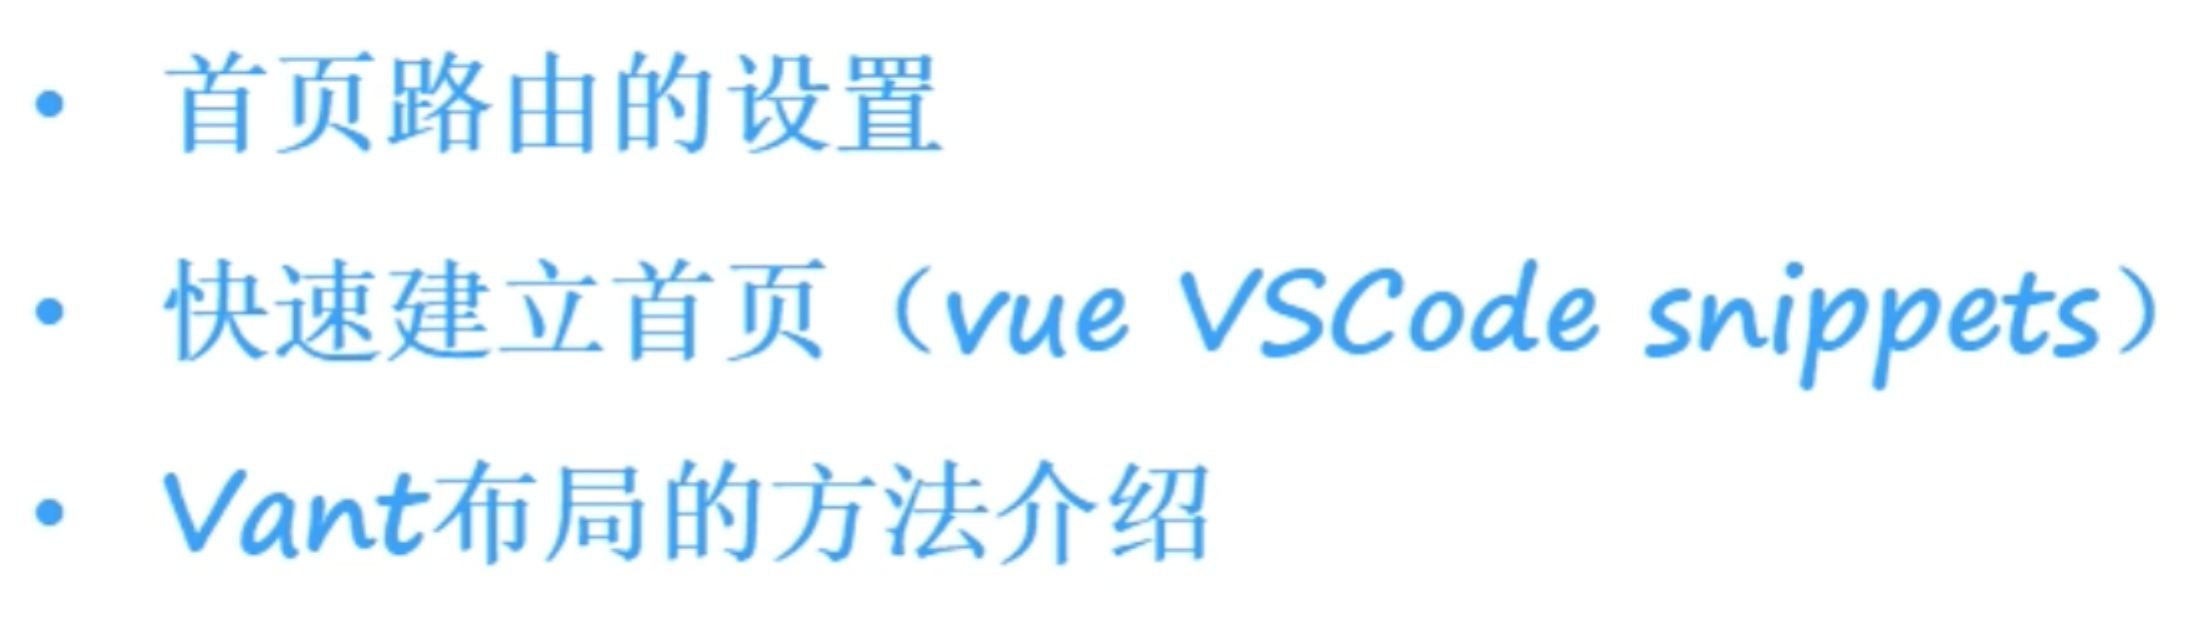 • 首页路由的设置
• 快速建立首页（vue VSCode snippets）
• Vant布局的方法介绍